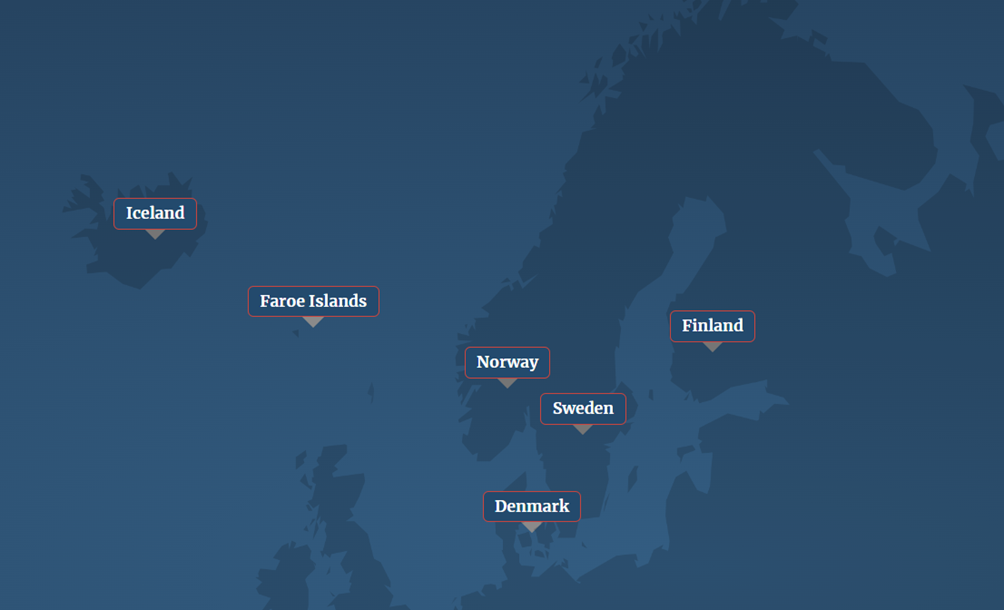 Iceland
Faroe Islands
Finland
Norway
Sweden
Denmark